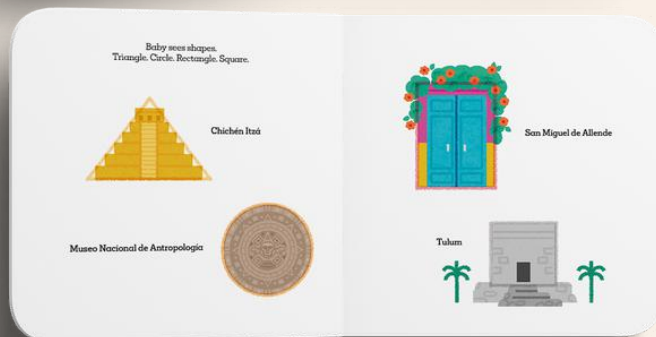 Baby sees shapes.
Triangle. Circle. Rectangle. Square.
Chichén Itzá
Museo Nacional de Antropología
San Miguel de Allende
Tulum